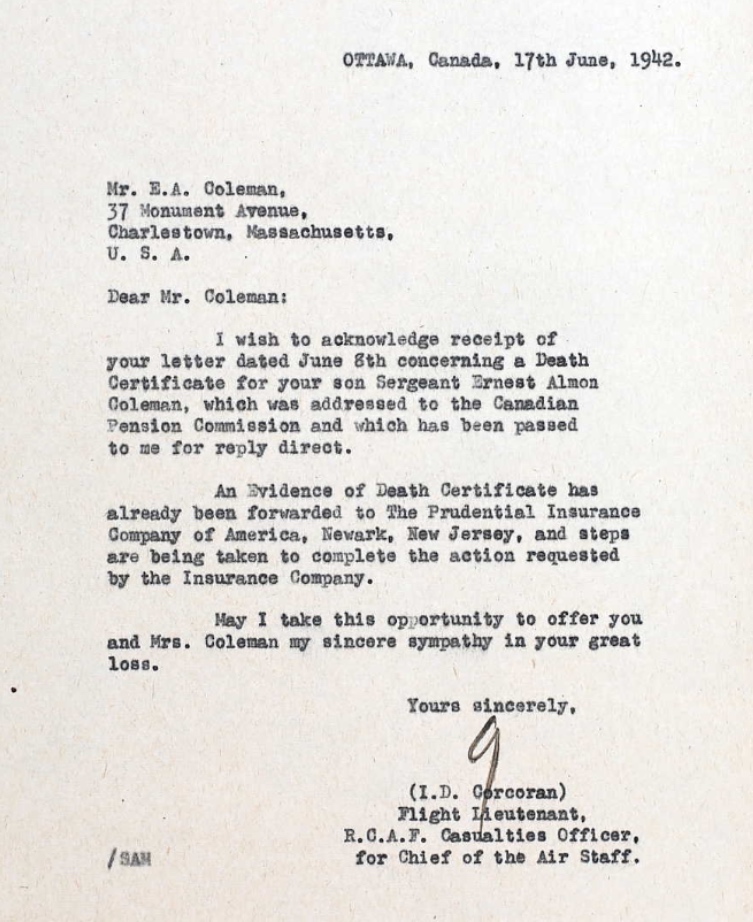 OTTAWA, Canada, 17th June, 1942.
Mr. E.A. Coleman,
37 Monument Avenue,
Charlestown, Massachusetts,
U. S. A.
Dear Mr. Coleman:
I wish to acknowledge receipt of
your letter dated June 8th concerning a Death
Certificate for your son Sergeant Ernest Almon
Coleman, which was addressed to the Canadian
Pension Commission and which has been passed
to me for reply direct.
An Evidence of Death Certificate has
already been forwarded to The Prudential Insurance
Company of America, Newark, New Jersey, and steps
are being taken to complete the action requested
by the Insurance Company.
May I take this opportunity to offer you
and Mrs. Coleman my sincere sympathy in your great
loss.
Yours sincerely,
(I.D. Corcoran)
Flight Lieutenant,
R.C.A.F. Casualties Officer,
for Chief of the Air Staff.
/SAM